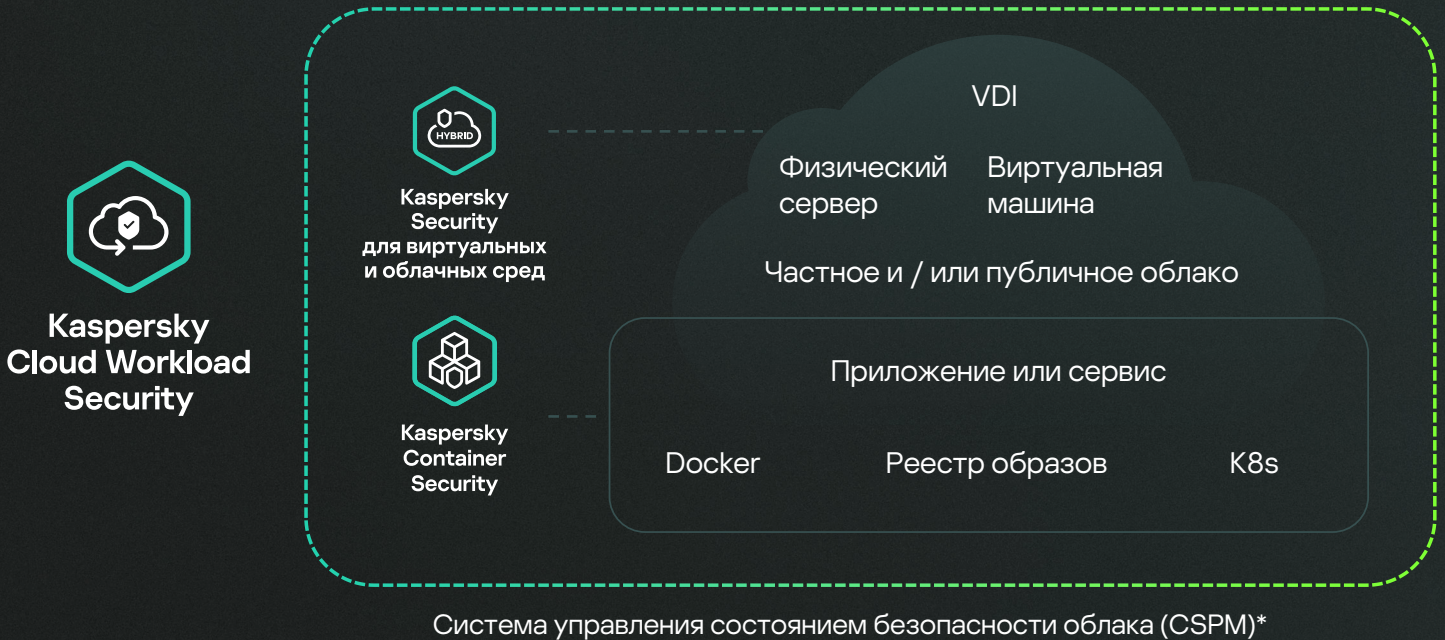 Kaspersky
Cloud Workload
Security
HYBRID
Kaspersky
Security
для виртуальных
и облачных сред
VDI
Физический
сервер
Виртуальная
машина
Частное и / или публичное облако
Kaspersky
Container
Security
Приложение или сервис
Docker
Реестр образов
K8s
Система управления состоянием безопасности облака (CSPM)*